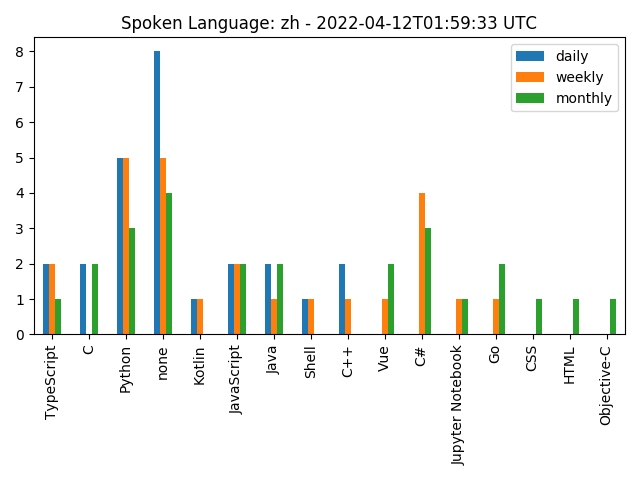 Spoken Language: zh - 2022-04-12T01:59:33 UTC
daily
weekly
monthly
8
7
6
5
4
3
2
1
0
TypeScript
C
Python
none
Kotlin
JavaScript
Java
Shell
C++
Vue
C#
Jupyter Notebook
Go
CSS
HTML
Objective-C